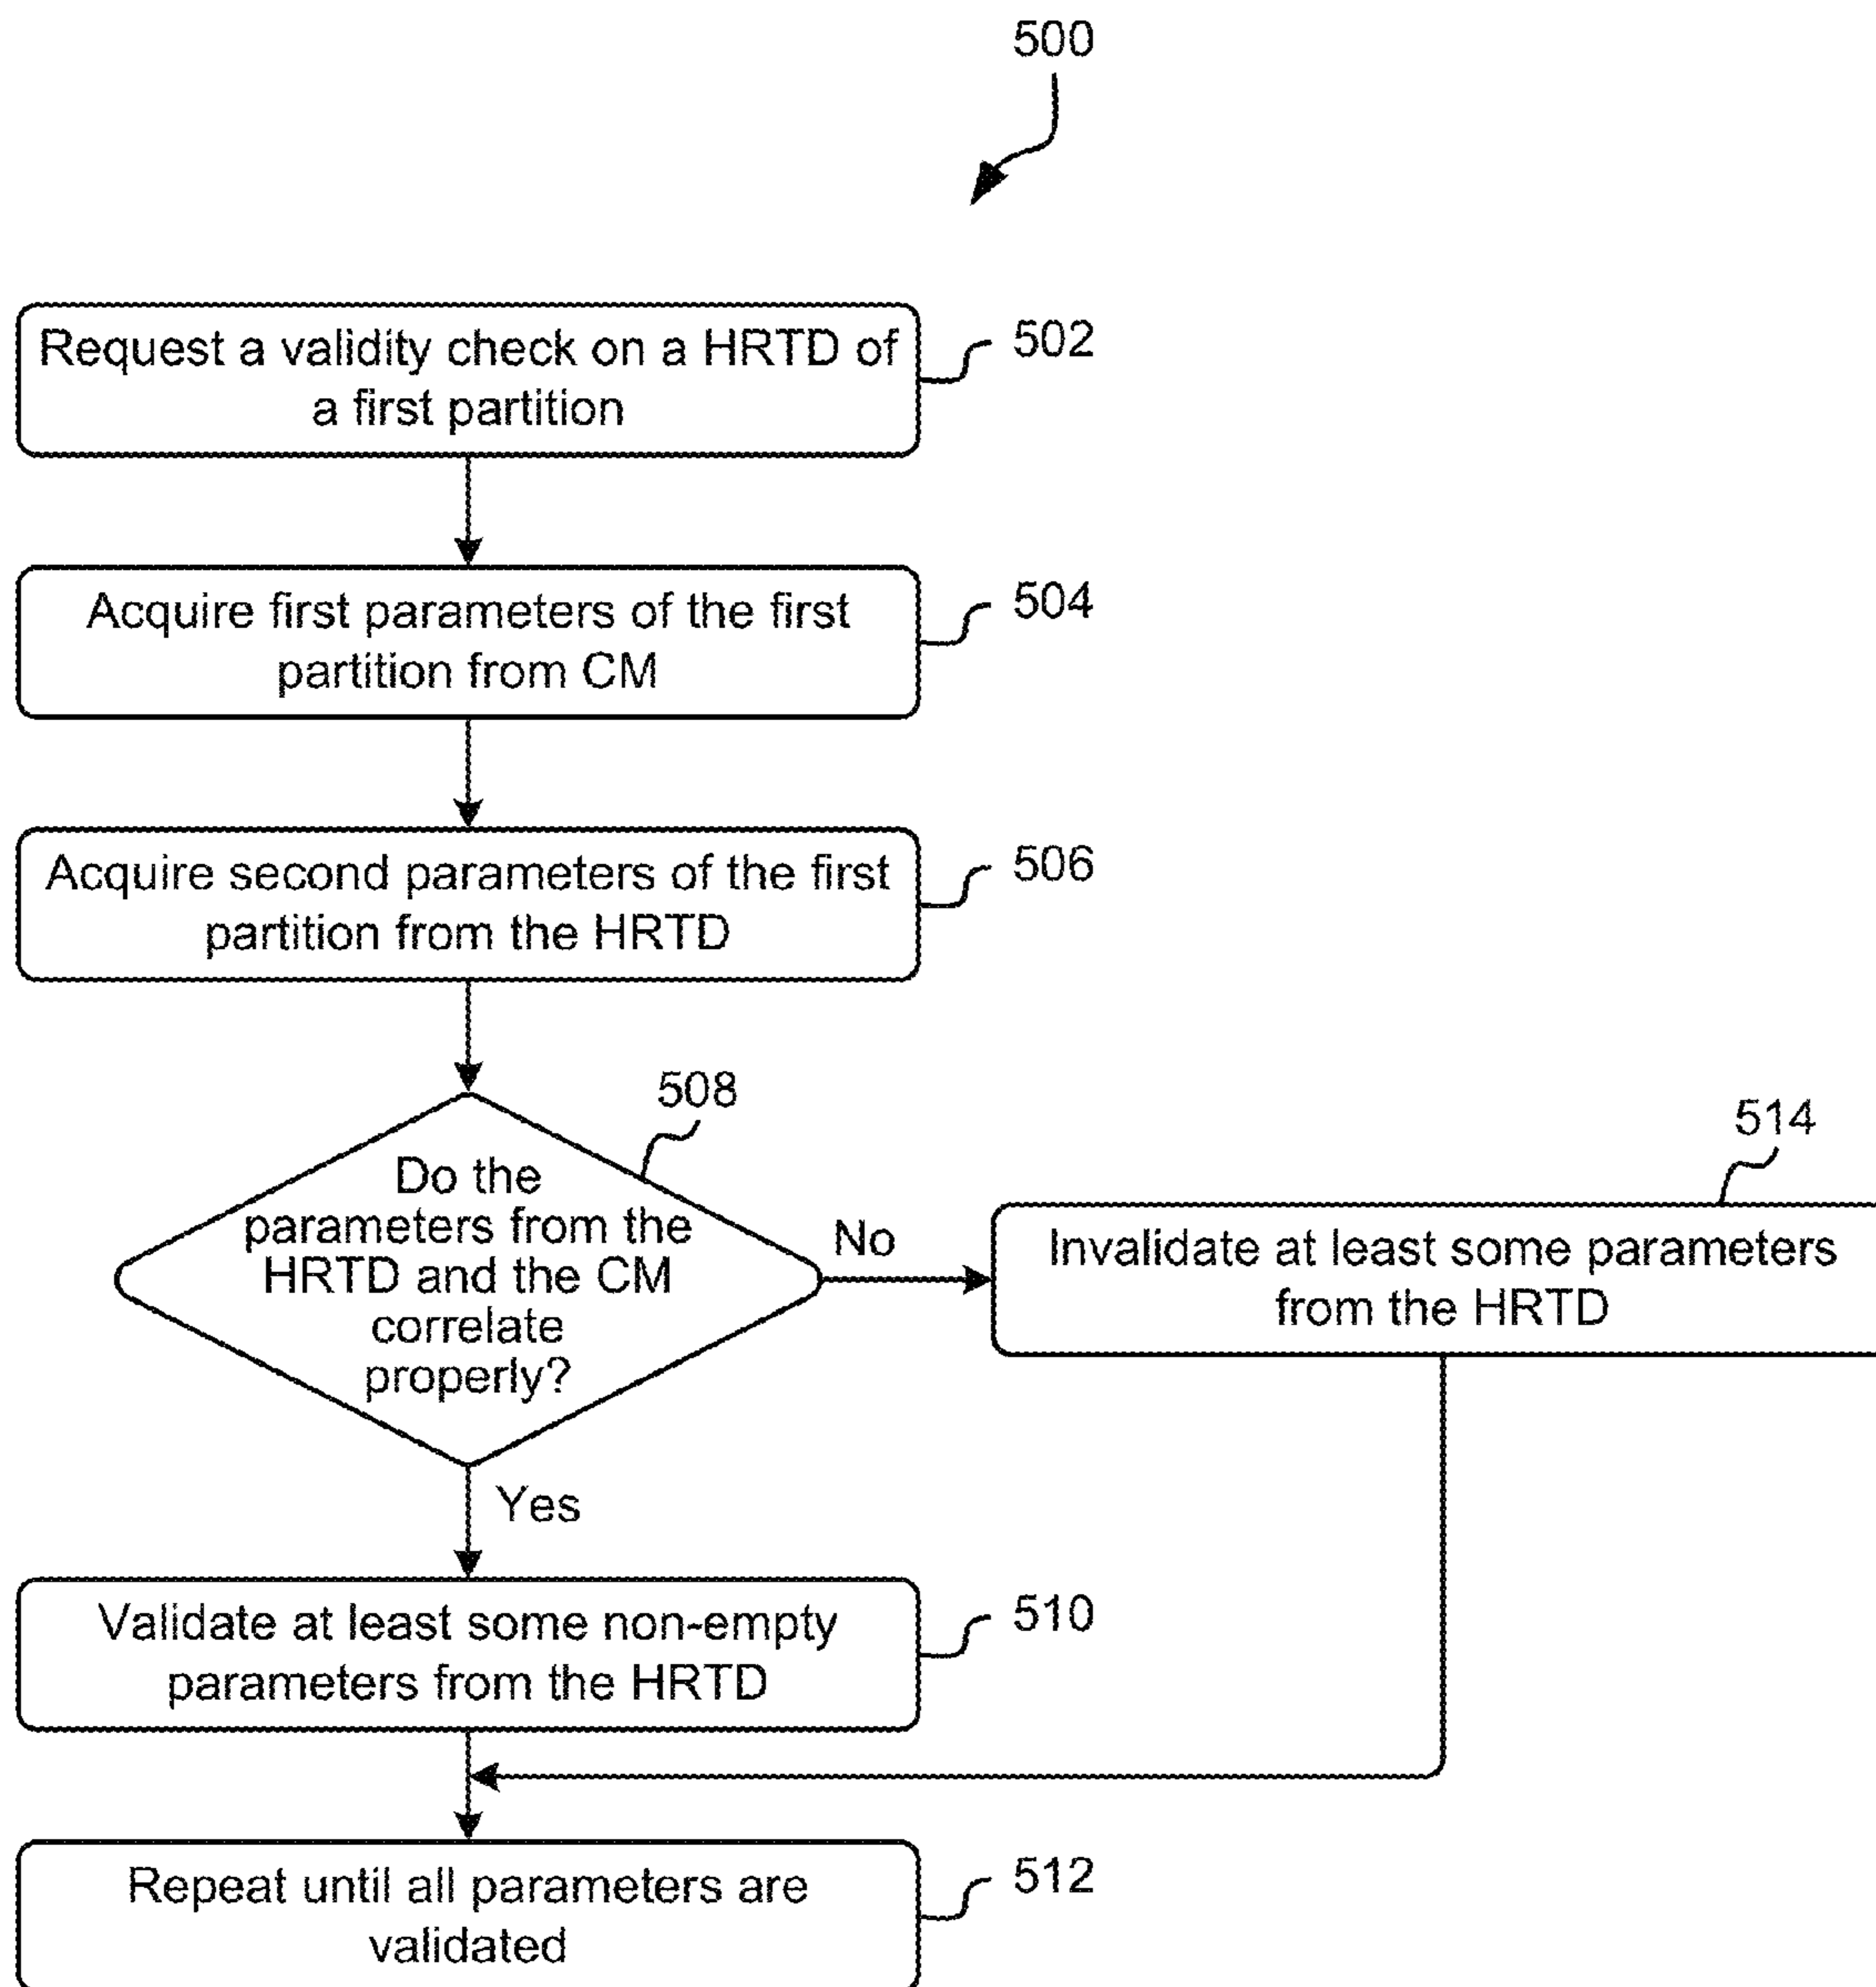 500
Request a validity check on a HRTD of
a first partition
502
Acquire first parameters of the first
partition from CM
504
Acquire second parameters of the first
partition from the HRTD
506
508
Do the
parameters from the
HRTD and the CM
correlate
properly?
No
514
Invalidate at least some parameters
from the HRTD
Yes
Validate at least some non-empty
parameters from the HRTD
510
Repeat until all parameters are
validated
512